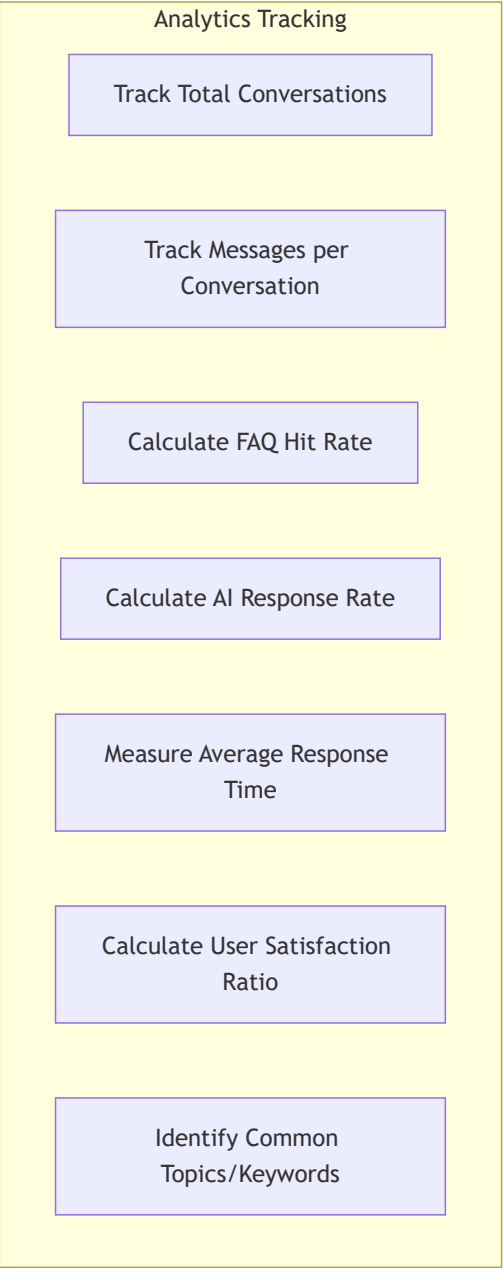 Analytics Tracking
Track Total Conversations
Track Messages per
Conversation
Calculate FAQ Hit Rate
Calculate AI Response Rate
Measure Average Response
Time
Calculate User Satisfaction
Ratio
Identify Common
Topics/Keywords